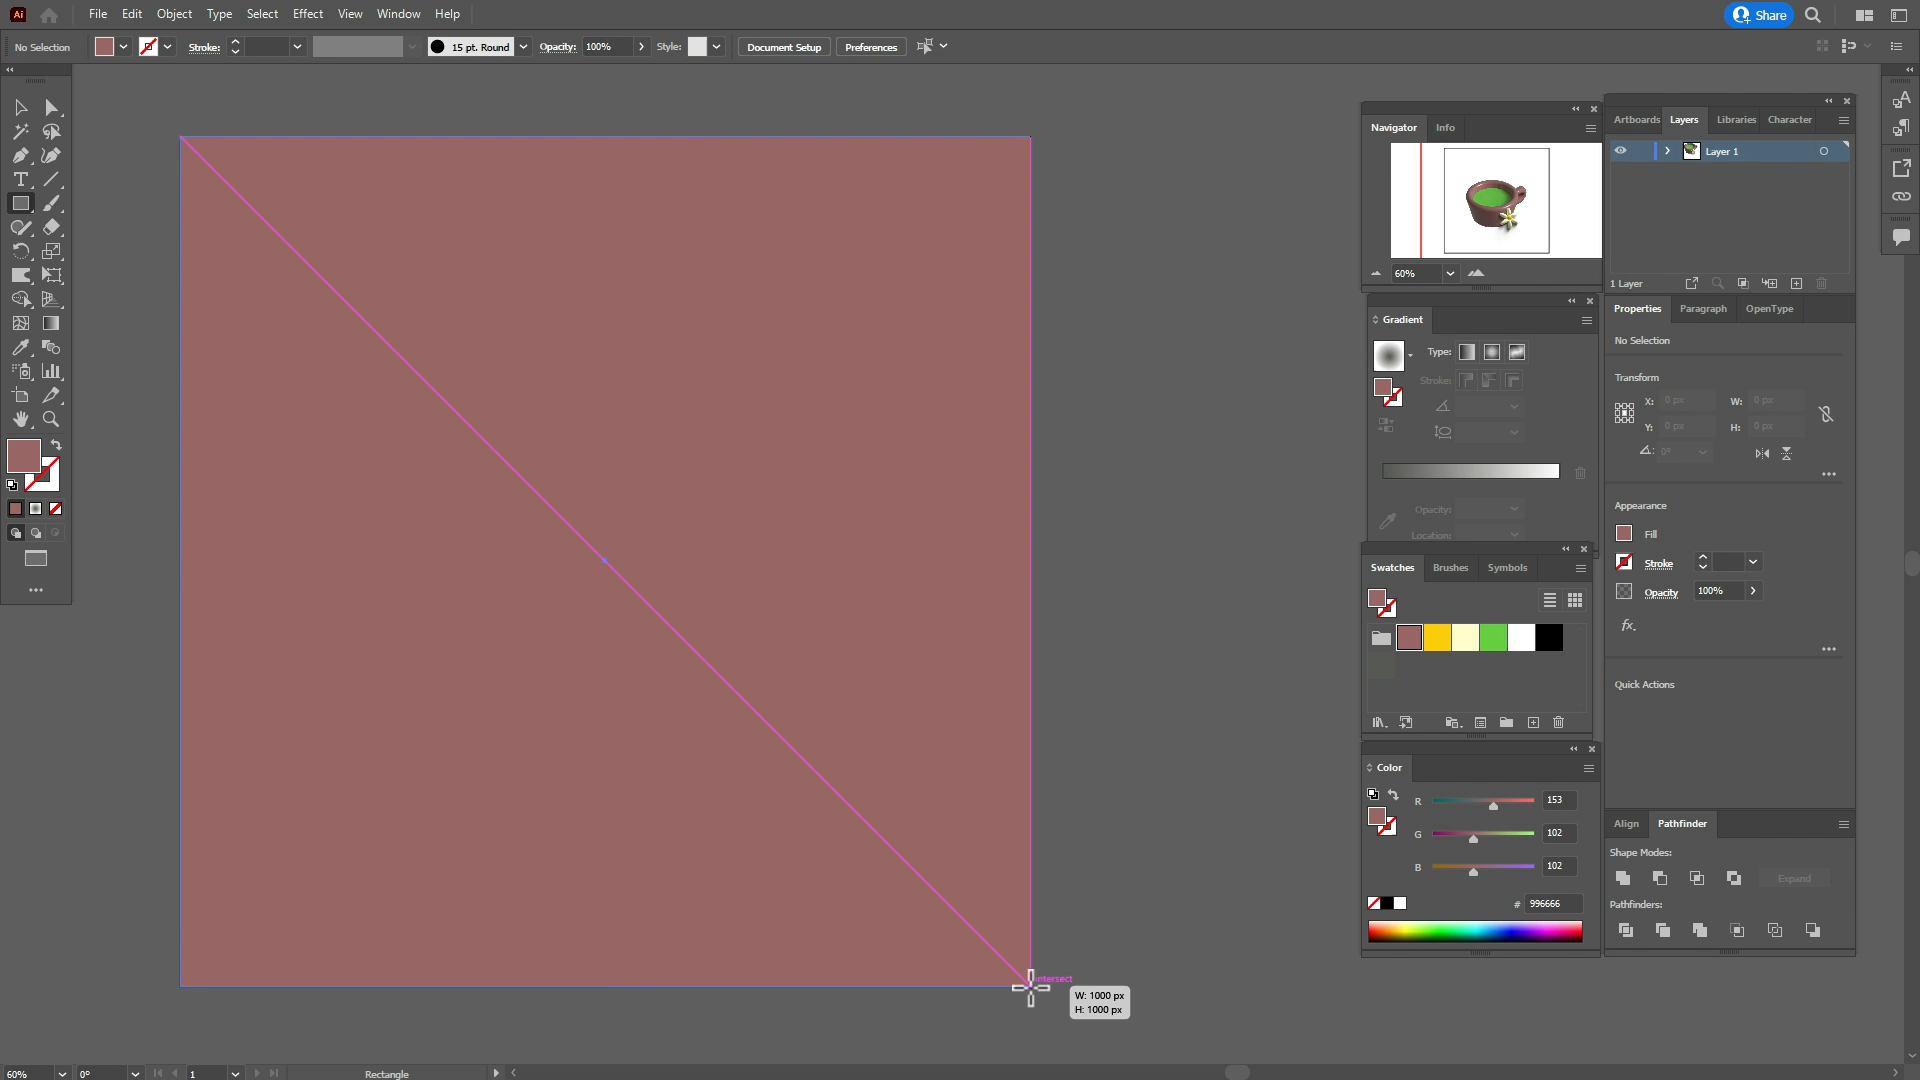 Ai
File Edit Object Type Select Effect View Window Help
Share
No Selection
Stroke:
15 pt. Round
Opacity: 100%
Style:
Document Setup
Preferences
Navigator Info
60%
Artboards Layers Libraries Character
Layer 1
1 Layer
Gradient
Type:
Stroke:
Opacity:
Location:
Properties Paragraph OpenType
No Selection
Transform
X: 0 px W: 0 px
Y: 0 px H: 0 px
0°
Appearance
Fill
Stroke
Opacity 100%
fx.
Quick Actions
Swatches Brushes Symbols
Color
R 153
G 102
B 102
# 996666
Align Pathfinder
Shape Modes:
Expand
Pathfinders:
intersect
W: 1000 px
H: 1000 px
60% 0° 1 Rectangle